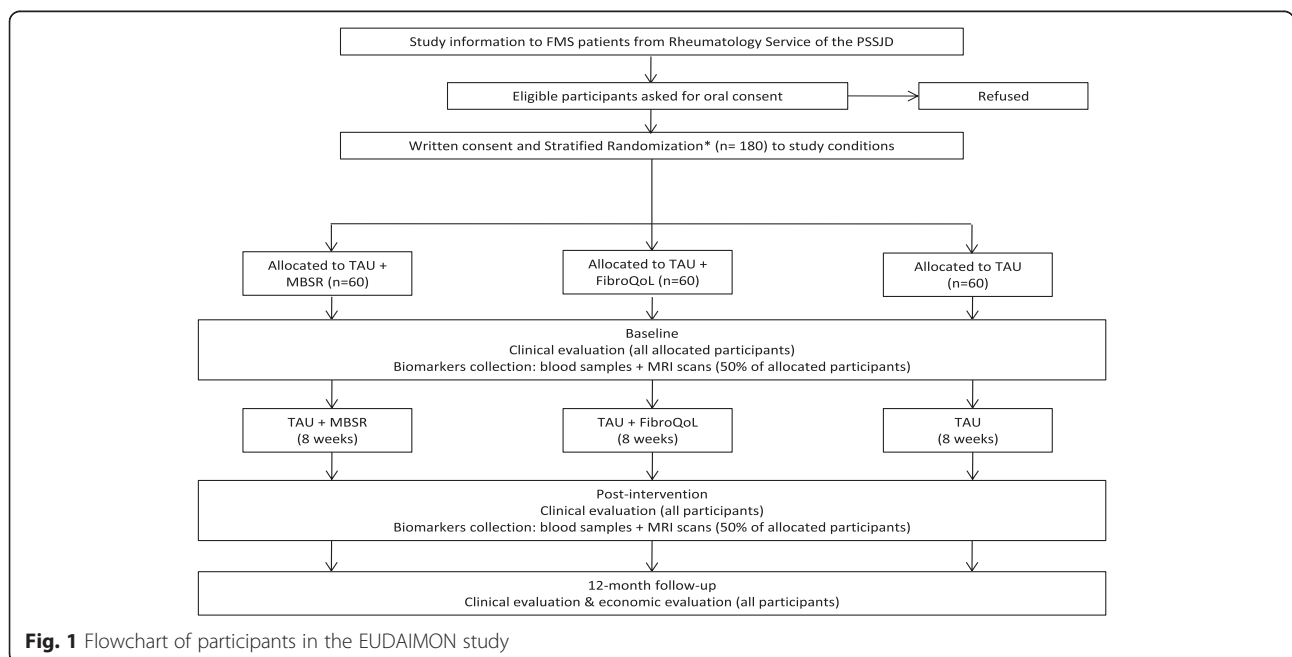 Study information to FMS patients from Rheumatology Service of the PSSJD
Eligible participants asked for oral consent
Refused
Written consent and Stratified Randomization* (n= 180) to study conditions
Allocated to TAU +
MBSR (n=60)
Allocated to TAU +
FibroQoL (n=60)
Allocated to TAU
(n=60)
Baseline
Clinical evaluation (all allocated participants)
Biomarkers collection: blood samples + MRI scans (50% of allocated participants)
TAU + MBSR
(8 weeks)
TAU + FibroQoL
(8 weeks)
TAU
(8 weeks)
Post-intervention
Clinical evaluation (all participants)
Biomarkers collection: blood samples + MRI scans (50% of allocated participants)
12-month follow-up
Clinical evaluation & economic evaluation (all participants)
Fig. 1 Flowchart of participants in the EUDAIMON study